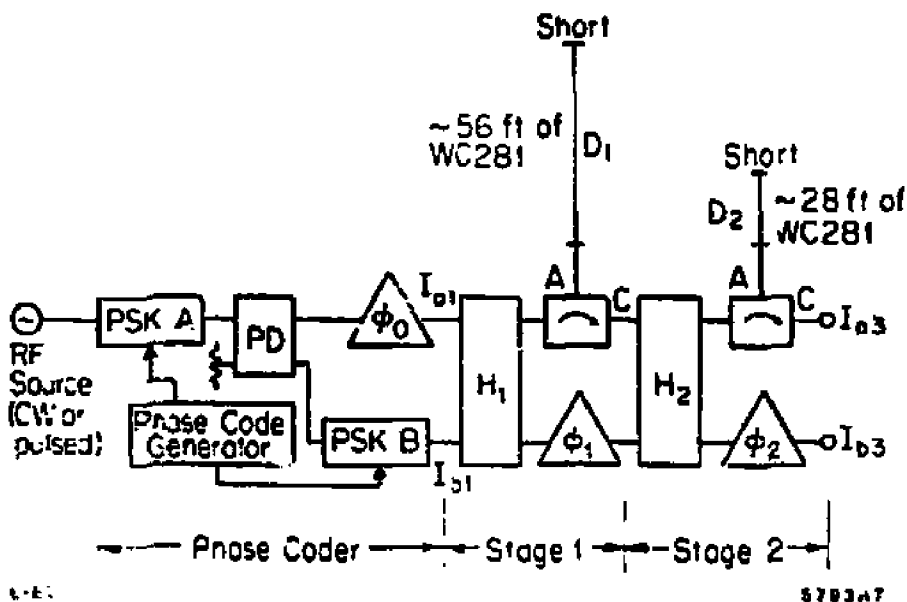 Short
~56 ft of
WC281
D1
Short
D2
~28 ft of
WC281
A
C
A
C
PSK A
PD
ϕ0
Ia1
H1
H2
Ia3
RF
Source
(CW or
pulsed)
Phase Code
Generator
PSK B
Ib1
ϕ1
ϕ2
Ib3
Phase Coder
Stage 1
Stage 2
5793A7